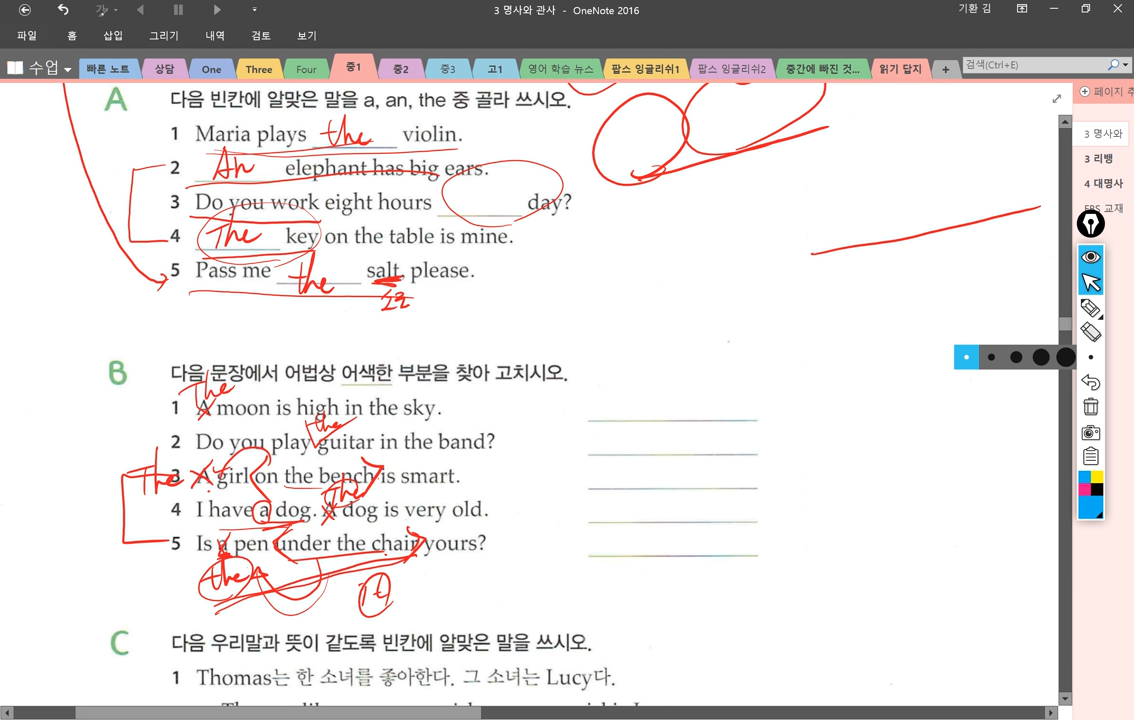 3 명사와 관사 - OneNote 2016
기환 김
파일 홈 삽입 그리기 내역 검토 보기
수업 빠른 노트 상담 One Three Four 중1 중2 중3 고1 영어 학습 뉴스 팝스 잉글리쉬1 팝스 잉글리쉬2 중간에 빠진 것... 읽기 답지 + 검색(Ctrl+E)
페이지 추
3 명사와
3 리뱅
4 대명사
EBS 교재
A 다음 빈칸에 알맞은 말을 a, an, the 중 골라 쓰시오.
1 Maria plays the violin.
2 An elephant has big ears.
3 Do you work eight hours day?
4 The key on the table is mine.
5 Pass me the salt, please.
B 다음 문장에서 어법상 어색한 부분을 찾아 고치시오.
The
1 A moon is high in the sky.
the
2 Do you play guitar in the band?
The
3 A girl on the bench is smart.
The
4 I have a dog. A dog is very old.
5 Is a pen under the chair yours?
the
It
C 다음 우리말과 뜻이 같도록 빈칸에 알맞은 말을 쓰시오.
1 Thomas는 한 소녀를 좋아한다. 그 소녀는 Lucy다.